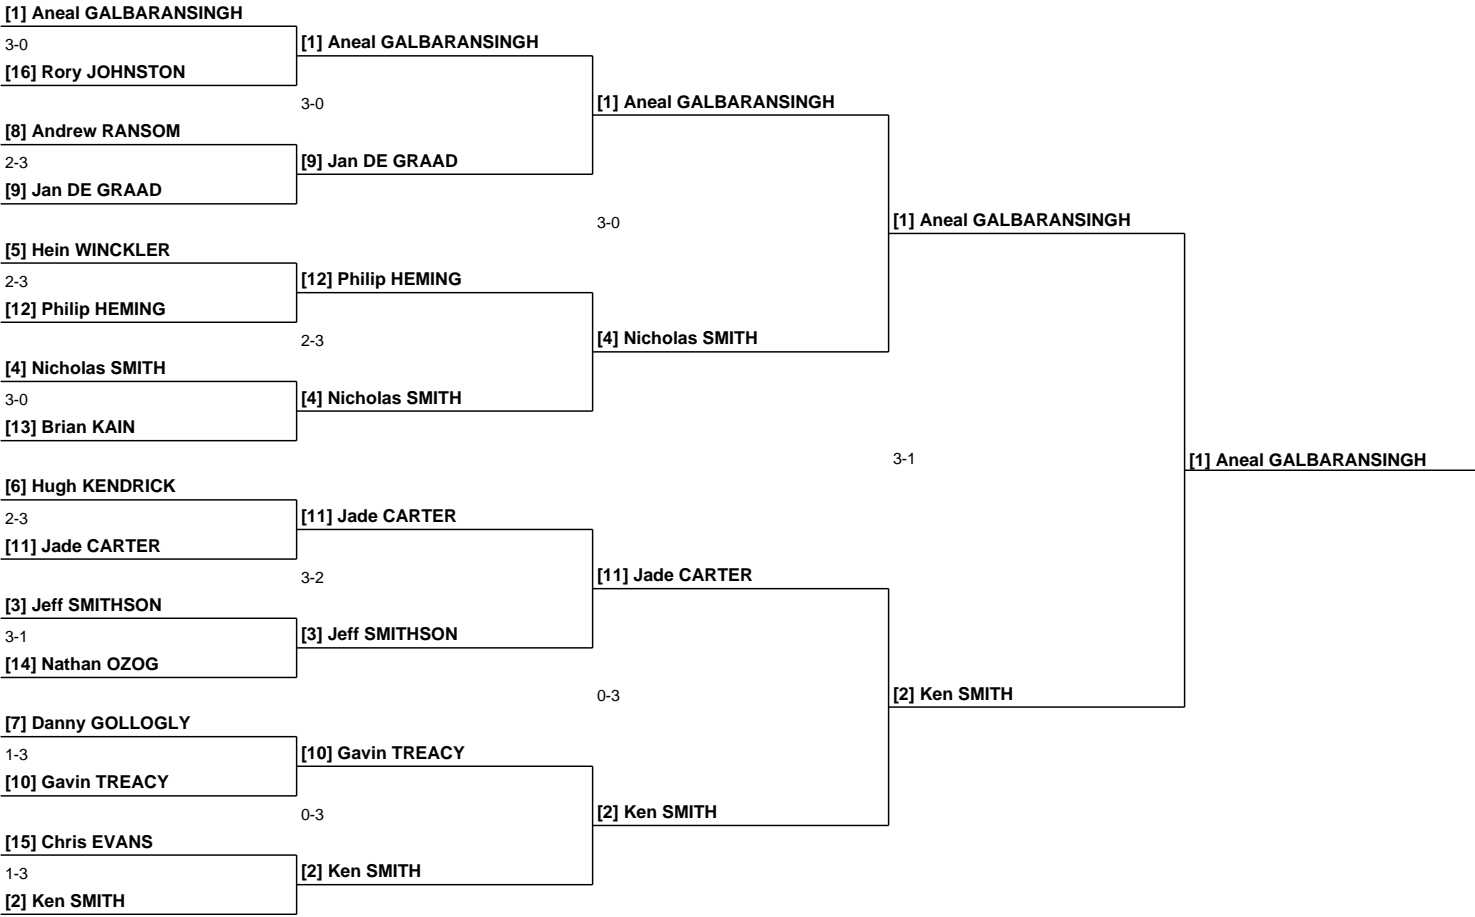 [1] Aneal GALBARANSINGH
3-0
[16] Rory JOHNSTON
[8] Andrew RANSOM
2-3
[9] Jan DE GRAAD
[5] Hein WINCKLER
2-3
[12] Philip HEMING
[4] Nicholas SMITH
3-0
[13] Brian KAIN
[6] Hugh KENDRICK
2-3
[11] Jade CARTER
[3] Jeff SMITHSON
3-1
[14] Nathan OZOG
[7] Danny GOLLOGLY
1-3
[10] Gavin TREACY
[15] Chris EVANS
1-3
[2] Ken SMITH
[1] Aneal GALBARANSINGH
3-0
[9] Jan DE GRAAD
[12] Philip HEMING
2-3
[4] Nicholas SMITH
[11] Jade CARTER
3-2
[3] Jeff SMITHSON
[10] Gavin TREACY
0-3
[2] Ken SMITH
[1] Aneal GALBARANSINGH
3-0
[4] Nicholas SMITH
[11] Jade CARTER
0-3
[2] Ken SMITH
[1] Aneal GALBARANSINGH
3-1
[2] Ken SMITH
[1] Aneal GALBARANSINGH